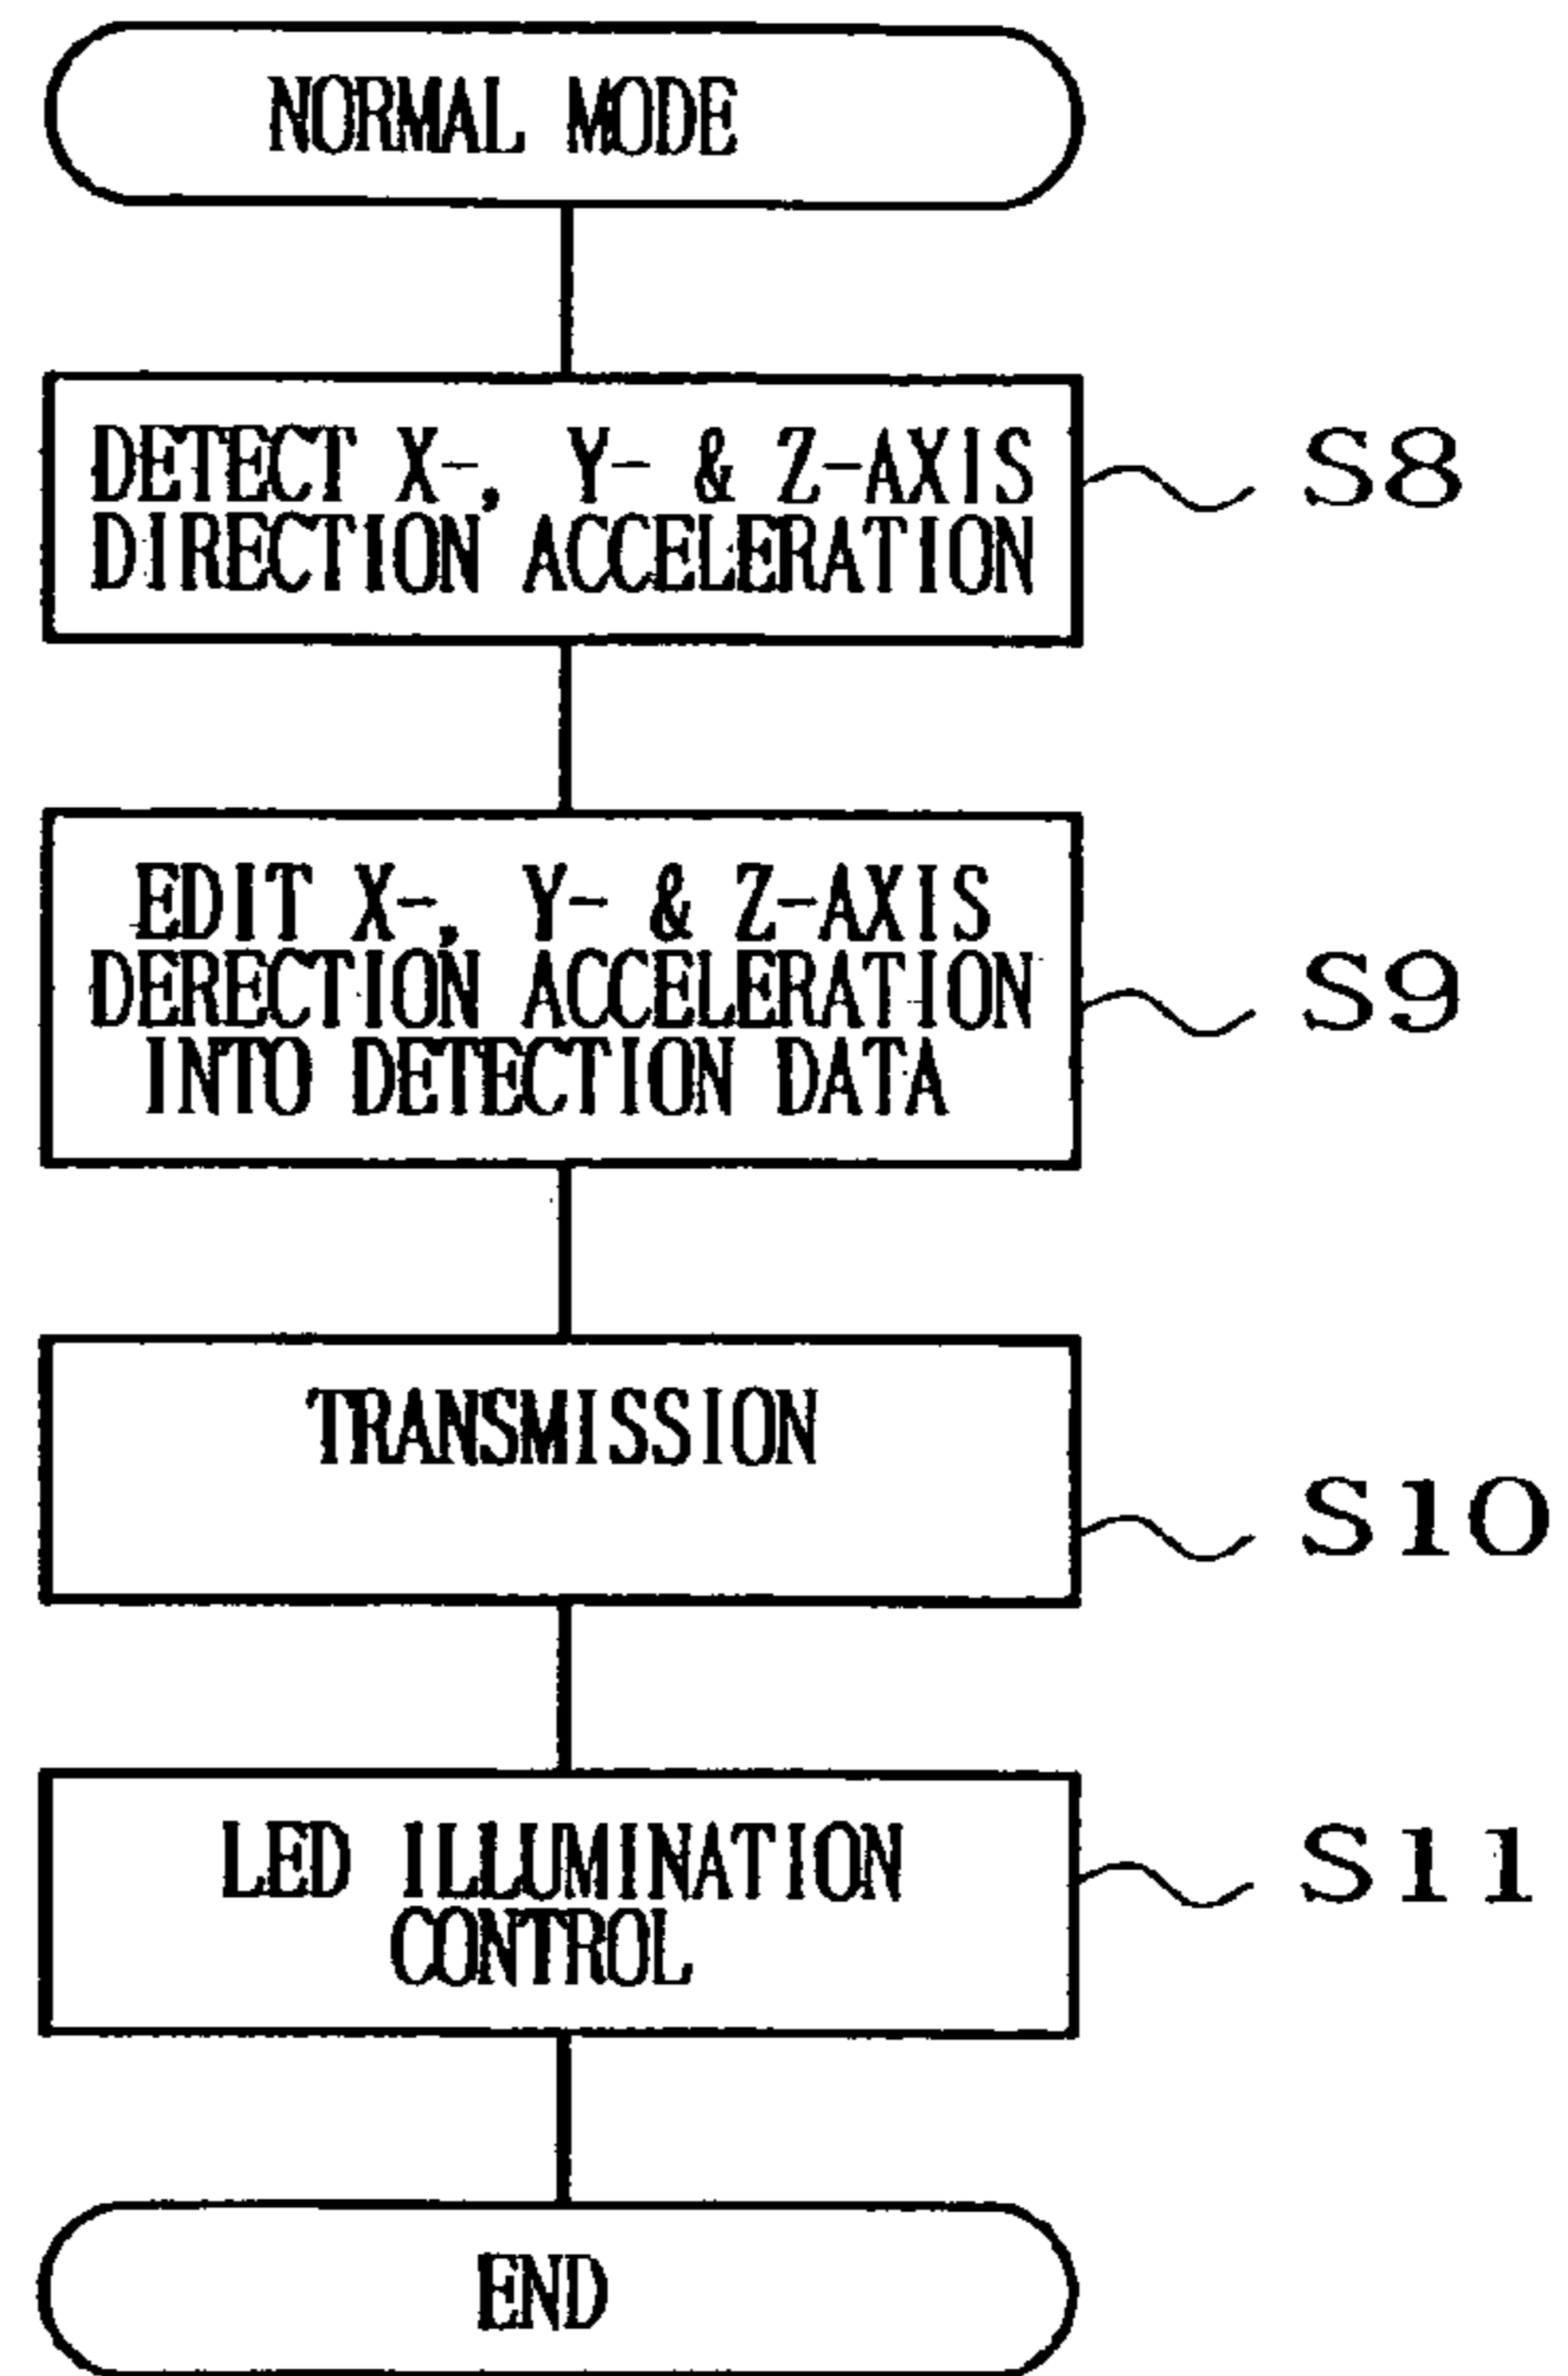 NORMAL MODE
DETECT X-, Y- & Z-AXIS
DIRECTION ACCELERATION
S8
EDIT X-, Y- & Z-AXIS
DERECTION ACCELERATION
INTO DETECTION DATA
S9
TRANSMISSION
S10
LED ILLUMINATION
CONTROL
S11
END